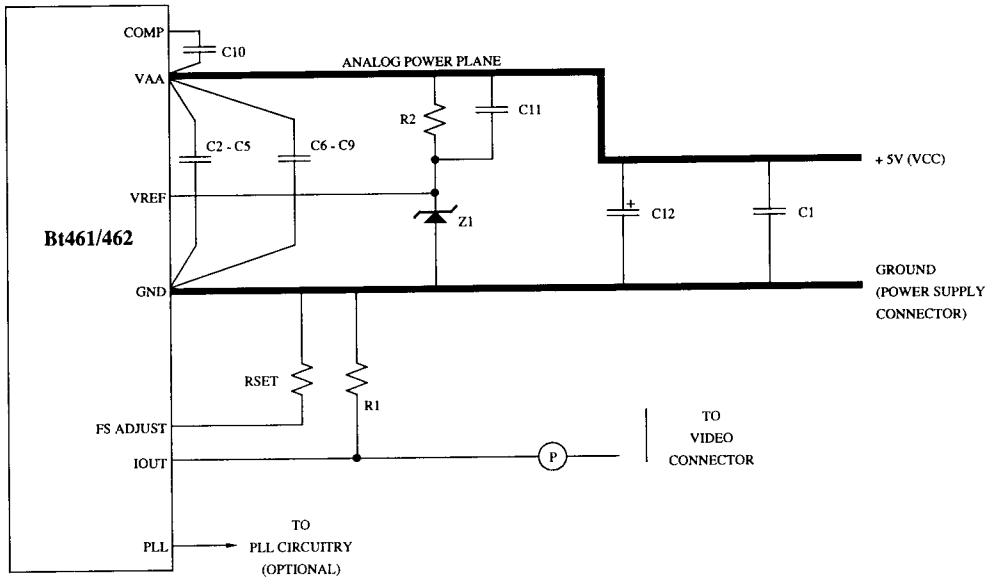 COMP
C10
VAA
ANALOG POWER PLANE
R2
C11
C2 - C5
C6 - C9
+ 5V (VCC)
VREF
Z1
+
C12
C1
Bt461/462
GND
GROUND
(POWER SUPPLY
CONNECTOR)
RSET
R1
FS ADJUST
IOUT
P
TO
VIDEO
CONNECTOR
PLL
TO
PLL CIRCUITRY
(OPTIONAL)